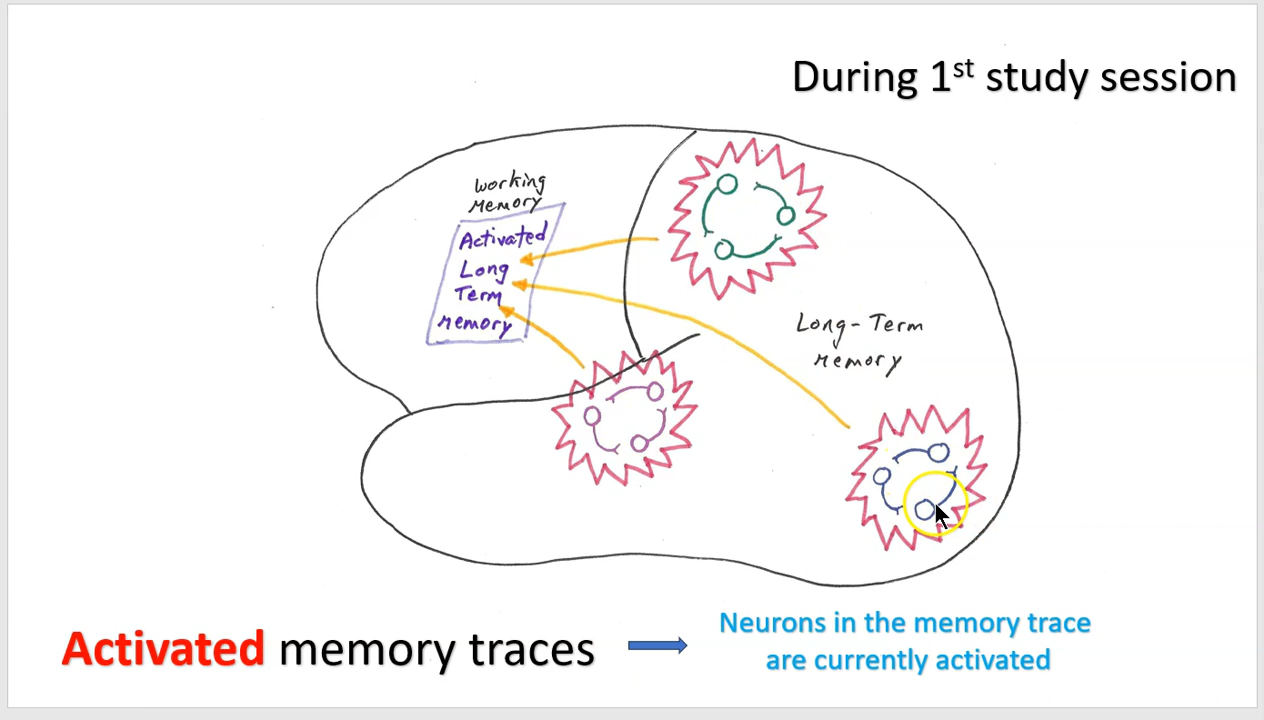 During 1st study session
working
memory
Activated
Long
Term
memory
Long-Term
memory
Activated memory traces
Neurons in the memory trace
are currently activated